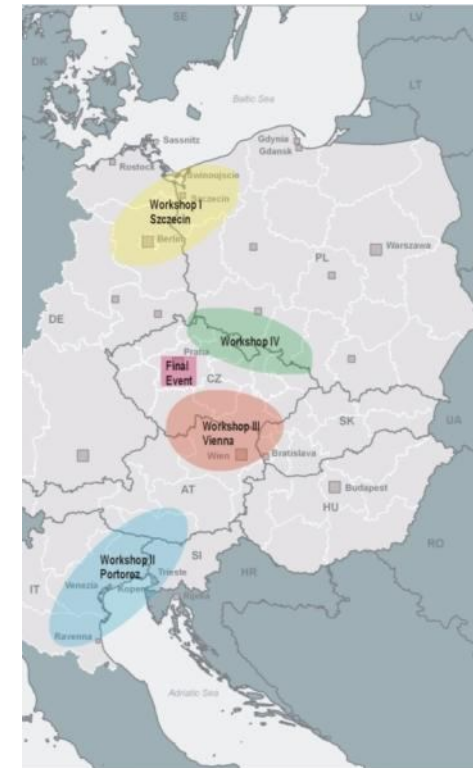 SE
LV
DK
Baltic Sea
LT
Sassnitz
Gdynia
Gdansk
Rostock
Swinoujscie
Szczecin
Workshop I
Szczecin
Berlin
Warszawa
PL
DE
Workshop IV
Praha
Final
Event
CZ
UA
SK
Workshop III
Vienna
Wien
Bratislava
AT
Budapest
HU
RO
Workshop II
Portoroz
SI
HR
IT
Trieste
Venezia
Koper
Rijeka
Ravenna
Adriatic Sea